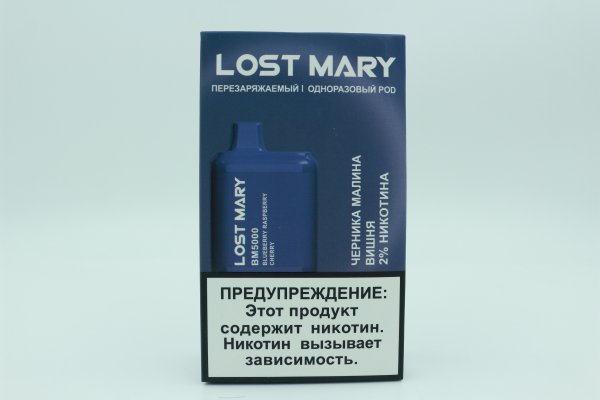 LOST MARY
ПЕРЕЗАРЯЖАЕМЫЙ | ОДНОРАЗОВЫЙ POD
LOST MARY
BM5000
BLUEBERRY RASPBERRY
CHERRY
ЧЕРНИКА МАЛИНА
ВИШНЯ
2% НИКОТИНА
ПРЕДУПРЕЖДЕНИЕ:
Этот продукт
содержит никотин.
Никотин вызывает
зависимость.